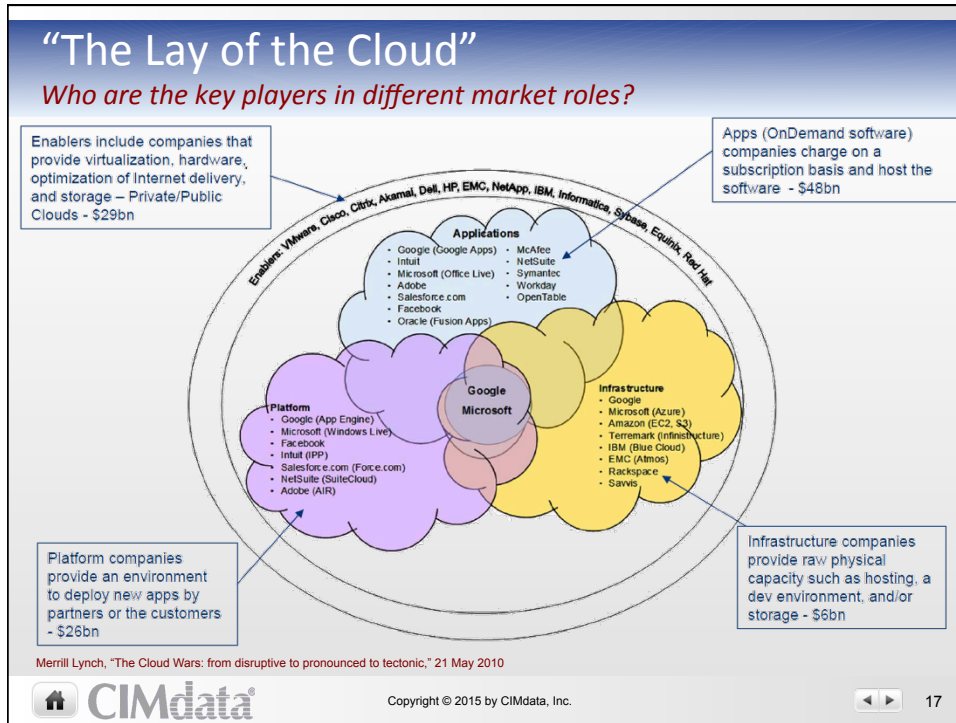 “The Lay of the Cloud”
Who are the key players in different market roles?
Enablers include companies that
provide virtualization, hardware,
optimization of Internet delivery,
and storage – Private/Public
Clouds - $29bn
Apps (OnDemand software)
companies charge on a
subscription basis and host the
software - $48bn
Enablers: VMware, Cisco, Citrix, Akamai, Dell, HP, EMC, NetApp, IBM, Informatica, Sybase, Equinix, Red Hat
Applications
• Google (Google Apps)
• Intuit
• Microsoft (Office Live)
• Adobe
• Salesforce.com
• Facebook
• Oracle (Fusion Apps)
• McAfee
• NetSuite
• Symantec
• Workday
• OpenTable
Google
Microsoft
Platform
• Google (App Engine)
• Microsoft (Windows Live)
• Facebook
• Intuit (IPP)
• Salesforce.com (Force.com)
• NetSuite (SuiteCloud)
• Adobe (AIR)
Infrastructure
• Google
• Microsoft (Azure)
• Amazon (EC2, S3)
• Terremark (Infinistructure)
• IBM (Blue Cloud)
• EMC (Atmos)
• Rackspace
• Savvis
Platform companies
provide an environment
to deploy new apps by
partners or the customers
- $26bn
Infrastructure companies
provide raw physical
capacity such as hosting, a
dev environment, and/or
storage - $6bn
Merrill Lynch, “The Cloud Wars: from disruptive to pronounced to tectonic,” 21 May 2010
CIMdata®
Copyright © 2015 by CIMdata, Inc.
17